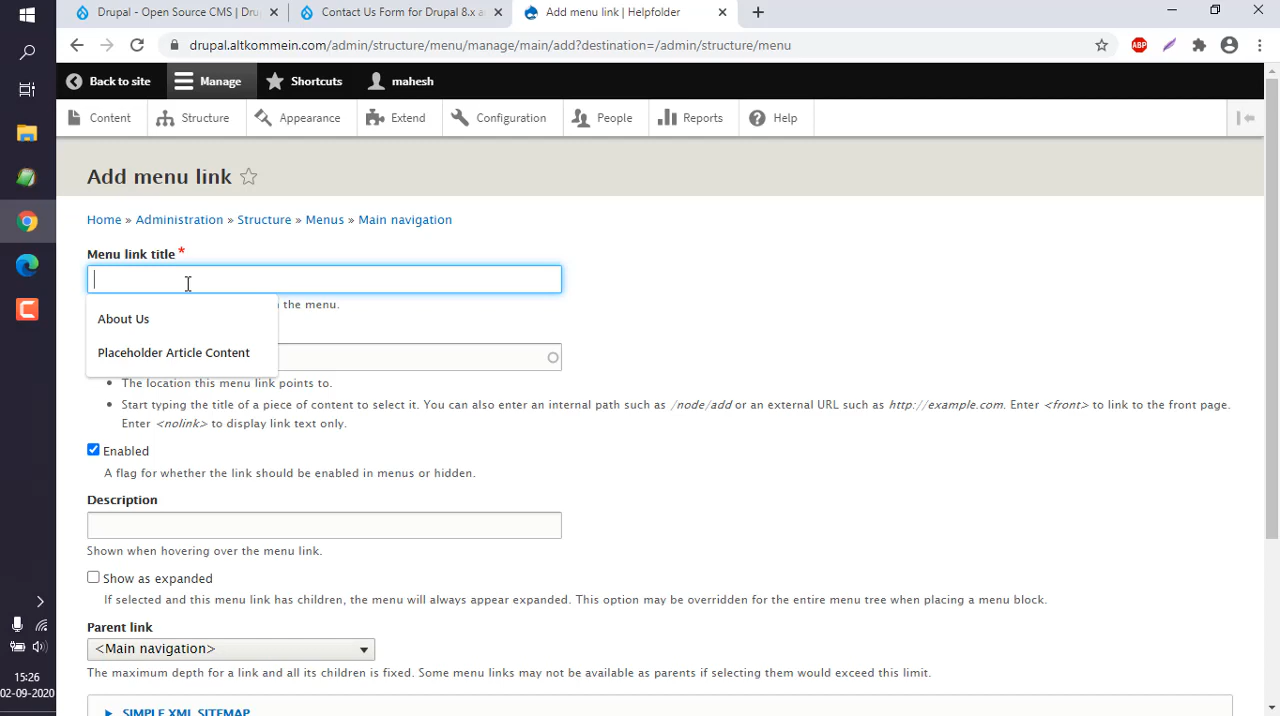 Drupal - Open Source CMS | Dru
Contact Us Form for Drupal 8.x a
Add menu link | Helpfolder
drupal.altkommein.com/admin/structure/menu/manage/main/add?destination=/admin/structure/menu
ABP
Back to site
Manage
Shortcuts
mahesh
Content
Structure
Appearance
Extend
Configuration
People
Reports
Help
Add menu link
Home » Administration » Structure » Menus » Main navigation
Menu link title *
the menu.
About Us
Placeholder Article Content
• The location this menu link points to.
• Start typing the title of a piece of content to select it. You can also enter an internal path such as /node/add or an external URL such as http://example.com. Enter <front> to link to the front page.
Enter <nolink> to display link text only.
Enabled
A flag for whether the link should be enabled in menus or hidden.
Description
Shown when hovering over the menu link.
Show as expanded
If selected and this menu link has children, the menu will always appear expanded. This option may be overridden for the entire menu tree when placing a menu block.
Parent link
<Main navigation>
The maximum depth for a link and all its children is fixed. Some menu links may not be available as parents if selecting them would exceed this limit.
SIMPLE XML SITEMAP
15:26
02-09-2020